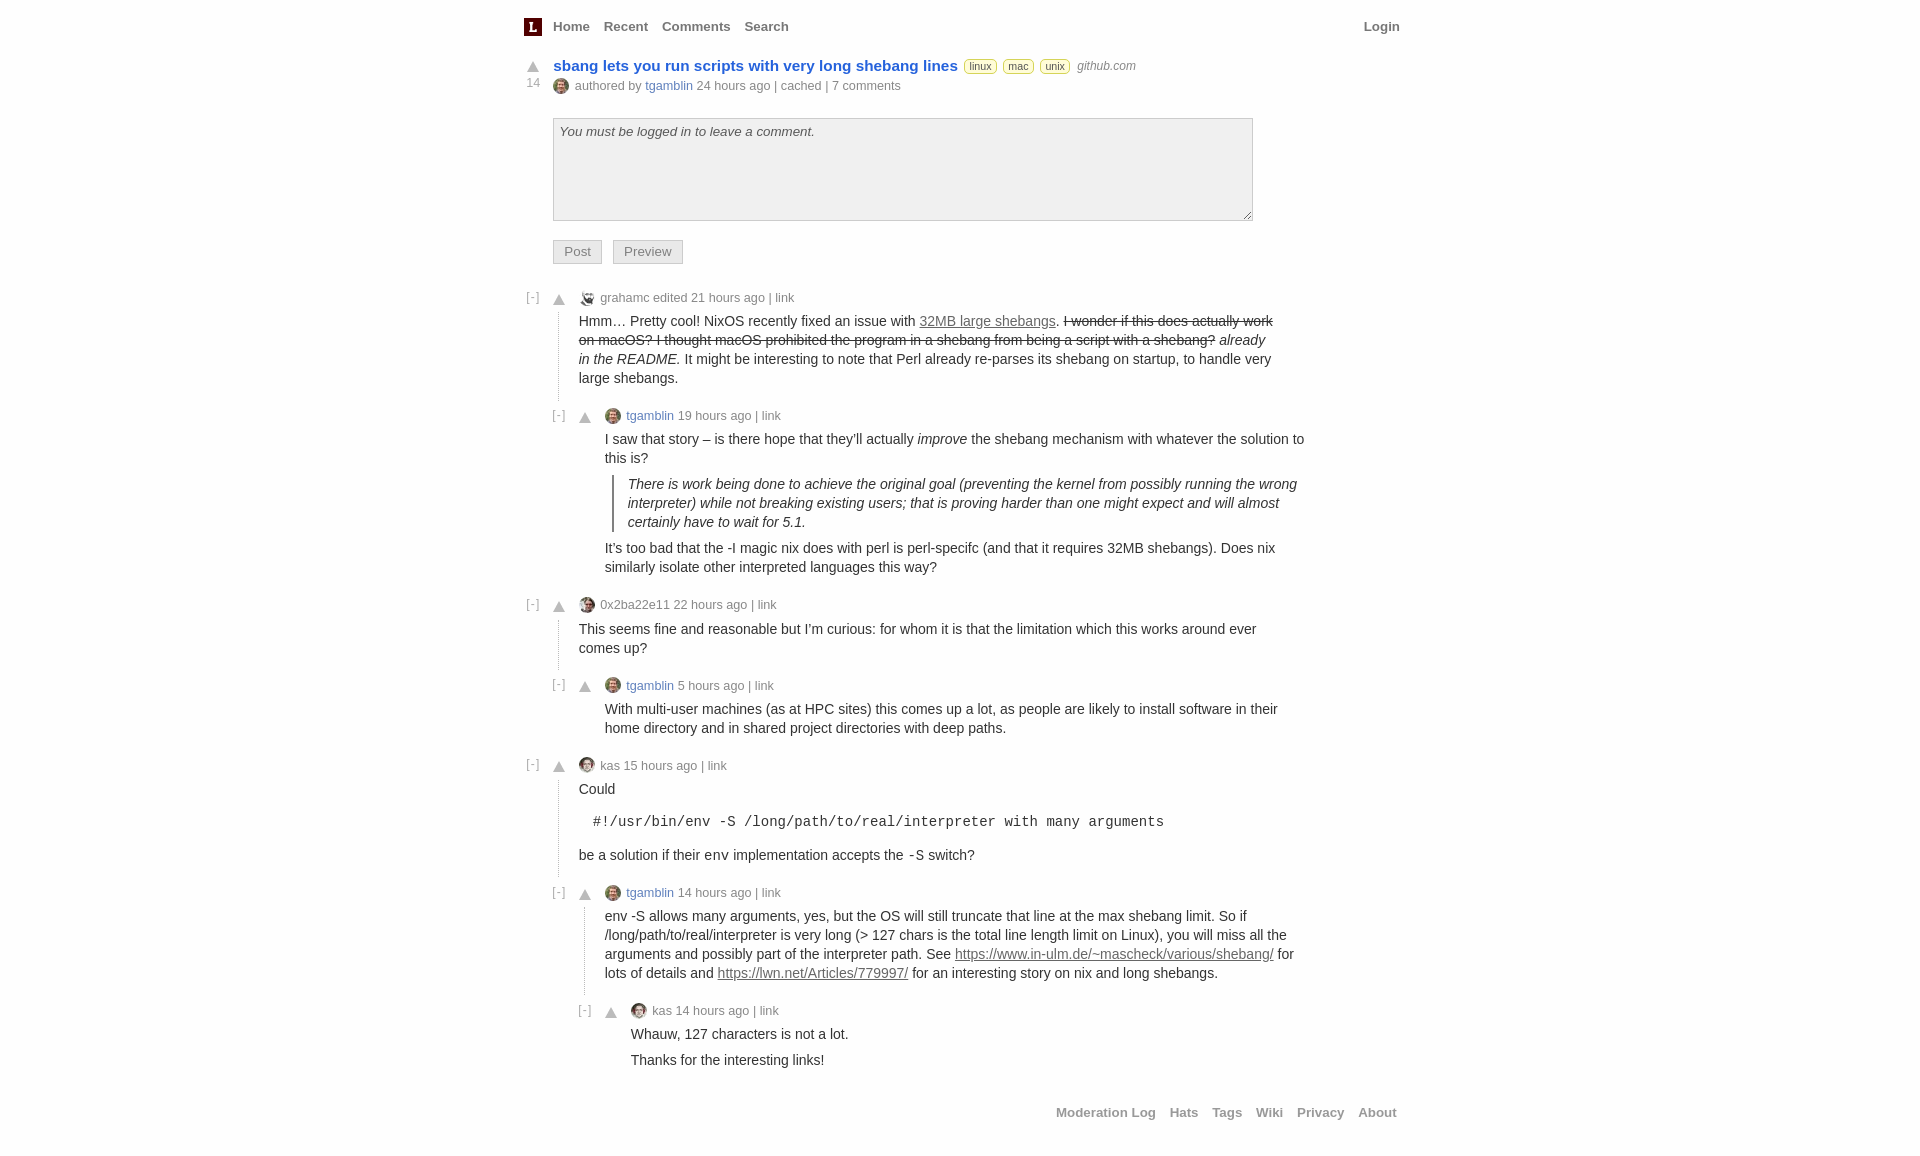 L Home Recent Comments Search Login
sbang lets you run scripts with very long shebang lines linux mac unix github.com
14
authored by tgamblin 24 hours ago | cached | 7 comments
You must be logged in to leave a comment.
Post Preview
[-] grahamc edited 21 hours ago | link
Hmm… Pretty cool! NixOS recently fixed an issue with 32MB large shebangs. I wonder if this does actually work
on macOS? I thought macOS prohibited the program in a shebang from being a script with a shebang? already
in the README. It might be interesting to note that Perl already re-parses its shebang on startup, to handle very
large shebangs.
[-] tgamblin 19 hours ago | link
I saw that story – is there hope that they’ll actually improve the shebang mechanism with whatever the solution to
this is?
There is work being done to achieve the original goal (preventing the kernel from possibly running the wrong
interpreter) while not breaking existing users; that is proving harder than one might expect and will almost
certainly have to wait for 5.1.
It’s too bad that the -I magic nix does with perl is perl-specifc (and that it requires 32MB shebangs). Does nix
similarly isolate other interpreted languages this way?
[-] 0x2ba22e11 22 hours ago | link
This seems fine and reasonable but I’m curious: for whom it is that the limitation which this works around ever
comes up?
[-] tgamblin 5 hours ago | link
With multi-user machines (as at HPC sites) this comes up a lot, as people are likely to install software in their
home directory and in shared project directories with deep paths.
[-] kas 15 hours ago | link
Could
#!/usr/bin/env -S /long/path/to/real/interpreter with many arguments
be a solution if their env implementation accepts the -S switch?
[-] tgamblin 14 hours ago | link
env -S allows many arguments, yes, but the OS will still truncate that line at the max shebang limit. So if
/long/path/to/real/interpreter is very long (> 127 chars is the total line length limit on Linux), you will miss all the
arguments and possibly part of the interpreter path. See https://www.in-ulm.de/~mascheck/various/shebang/ for
lots of details and https://lwn.net/Articles/779997/ for an interesting story on nix and long shebangs.
[-] kas 14 hours ago | link
Whauw, 127 characters is not a lot.
Thanks for the interesting links!
Moderation Log Hats Tags Wiki Privacy About